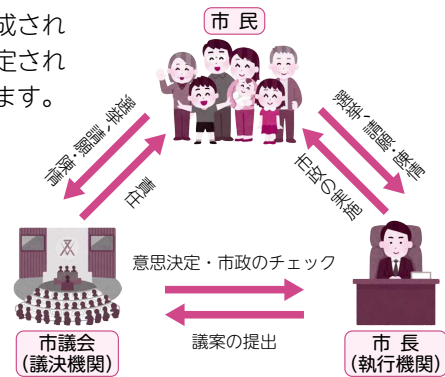 成され
定され
ます。
市 民
選挙、請願・陳情
責任
選挙、請願・陳情
市政の実施
意思決定・市政のチェック
議案の提出
市議会
(議決機関)
市 長
(執行機関)